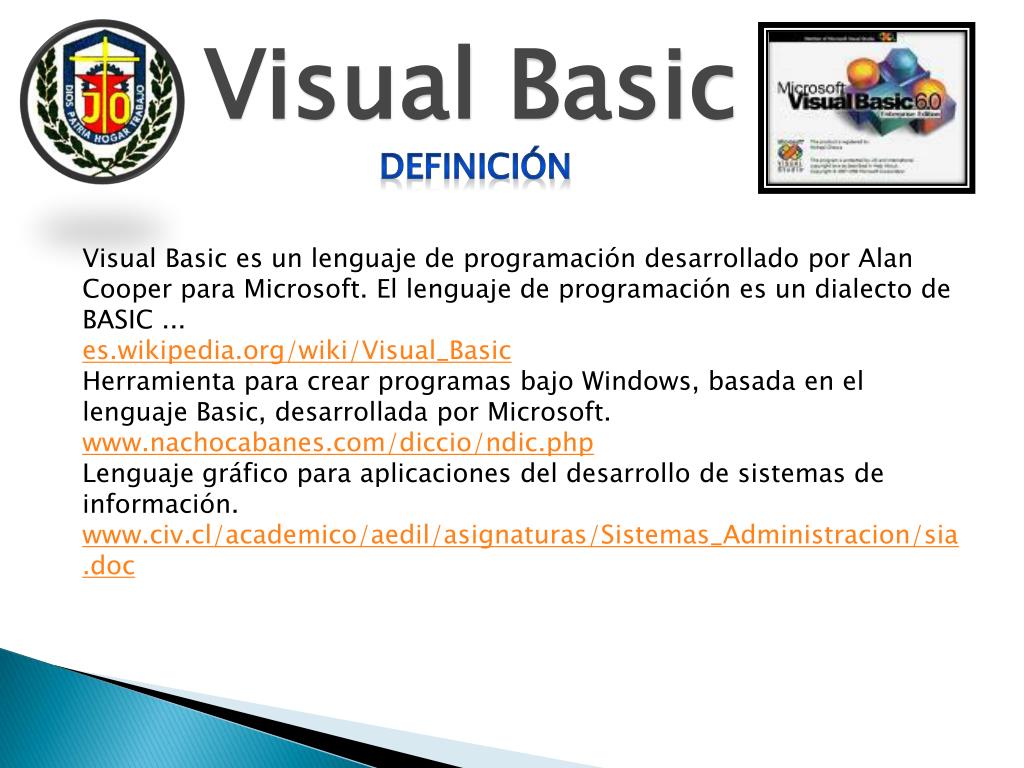 Visual Basic
DEFINICIÓN
DIOS PATRIA HOGAR TRABAJO
JTO
Microsoft
Visual Basic 6.0
Enterprise Edition
Visual Basic es un lenguaje de programación desarrollado por Alan
Cooper para Microsoft. El lenguaje de programación es un dialecto de
BASIC ...
es.wikipedia.org/wiki/Visual_Basic
Herramienta para crear programas bajo Windows, basada en el
lenguaje Basic, desarrollada por Microsoft.
www.nachocabanes.com/diccio/ndic.php
Lenguaje gráfico para aplicaciones del desarrollo de sistemas de
información.
www.civ.cl/academico/aedil/asignaturas/Sistemas_Administracion/sia
.doc